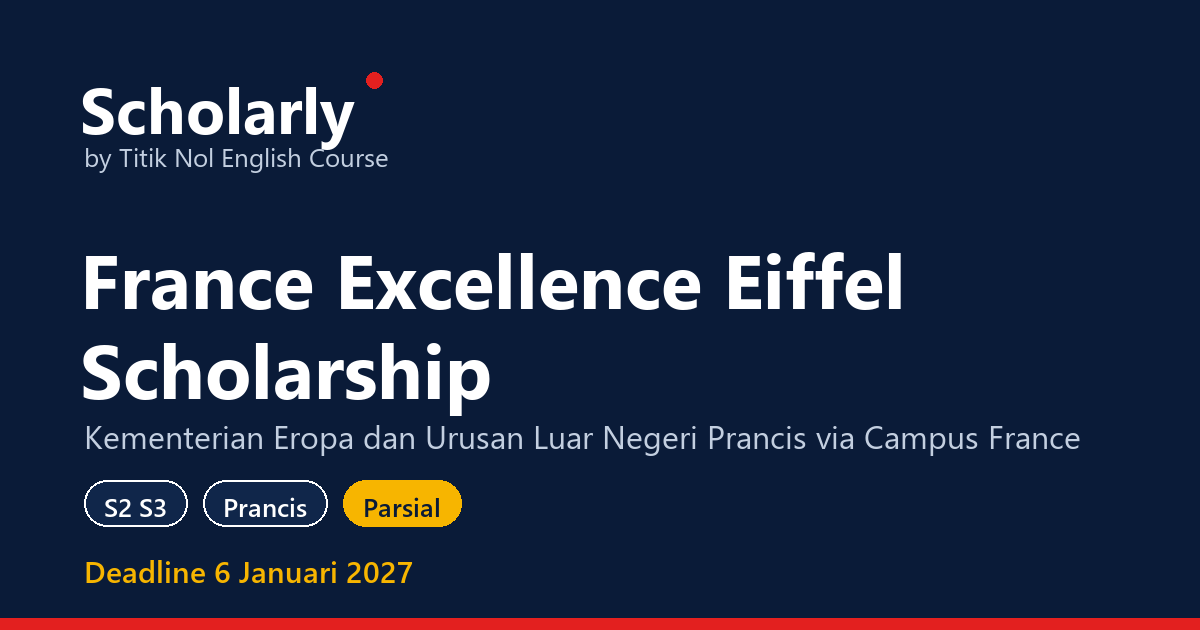 Scholarly
by Titik Nol English Course
France Excellence Eiffel
Scholarship
Kementerian Eropa dan Urusan Luar Negeri Prancis via Campus France
S2 S3
Prancis
Parsial
Deadline 6 Januari 2027